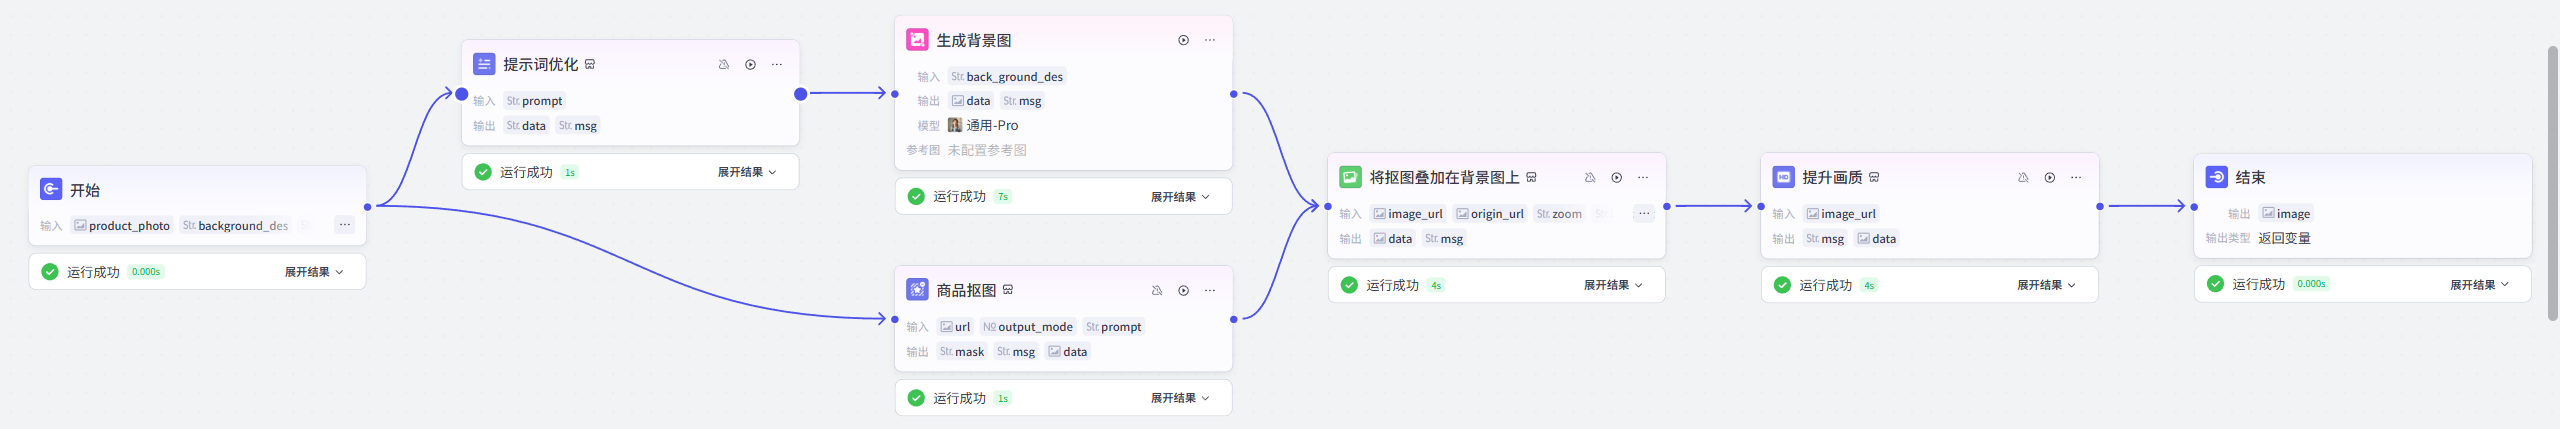 开始
输入 product_photo Str. background_des ...
运行成功 0.000s 展开结果
提示词优化
输入 Str. prompt
输出 Str. data Str. msg
运行成功 1s 展开结果
生成背景图
输入 Str. back_ground_des
输出 data Str. msg
模型 通用-Pro
参考图 未配置参考图
运行成功 7s 展开结果
商品抠图
输入 url № output_mode Str. prompt
输出 Str. mask Str. msg data
运行成功 1s 展开结果
将抠图叠加在背景图上
输入 image_url origin_url Str. zoom Str. ...
输出 data Str. msg
运行成功 4s 展开结果
提升画质
输入 image_url
输出 Str. msg data
运行成功 4s 展开结果
结束
输出 image
输出类型 返回变量
运行成功 0.000s 展开结果